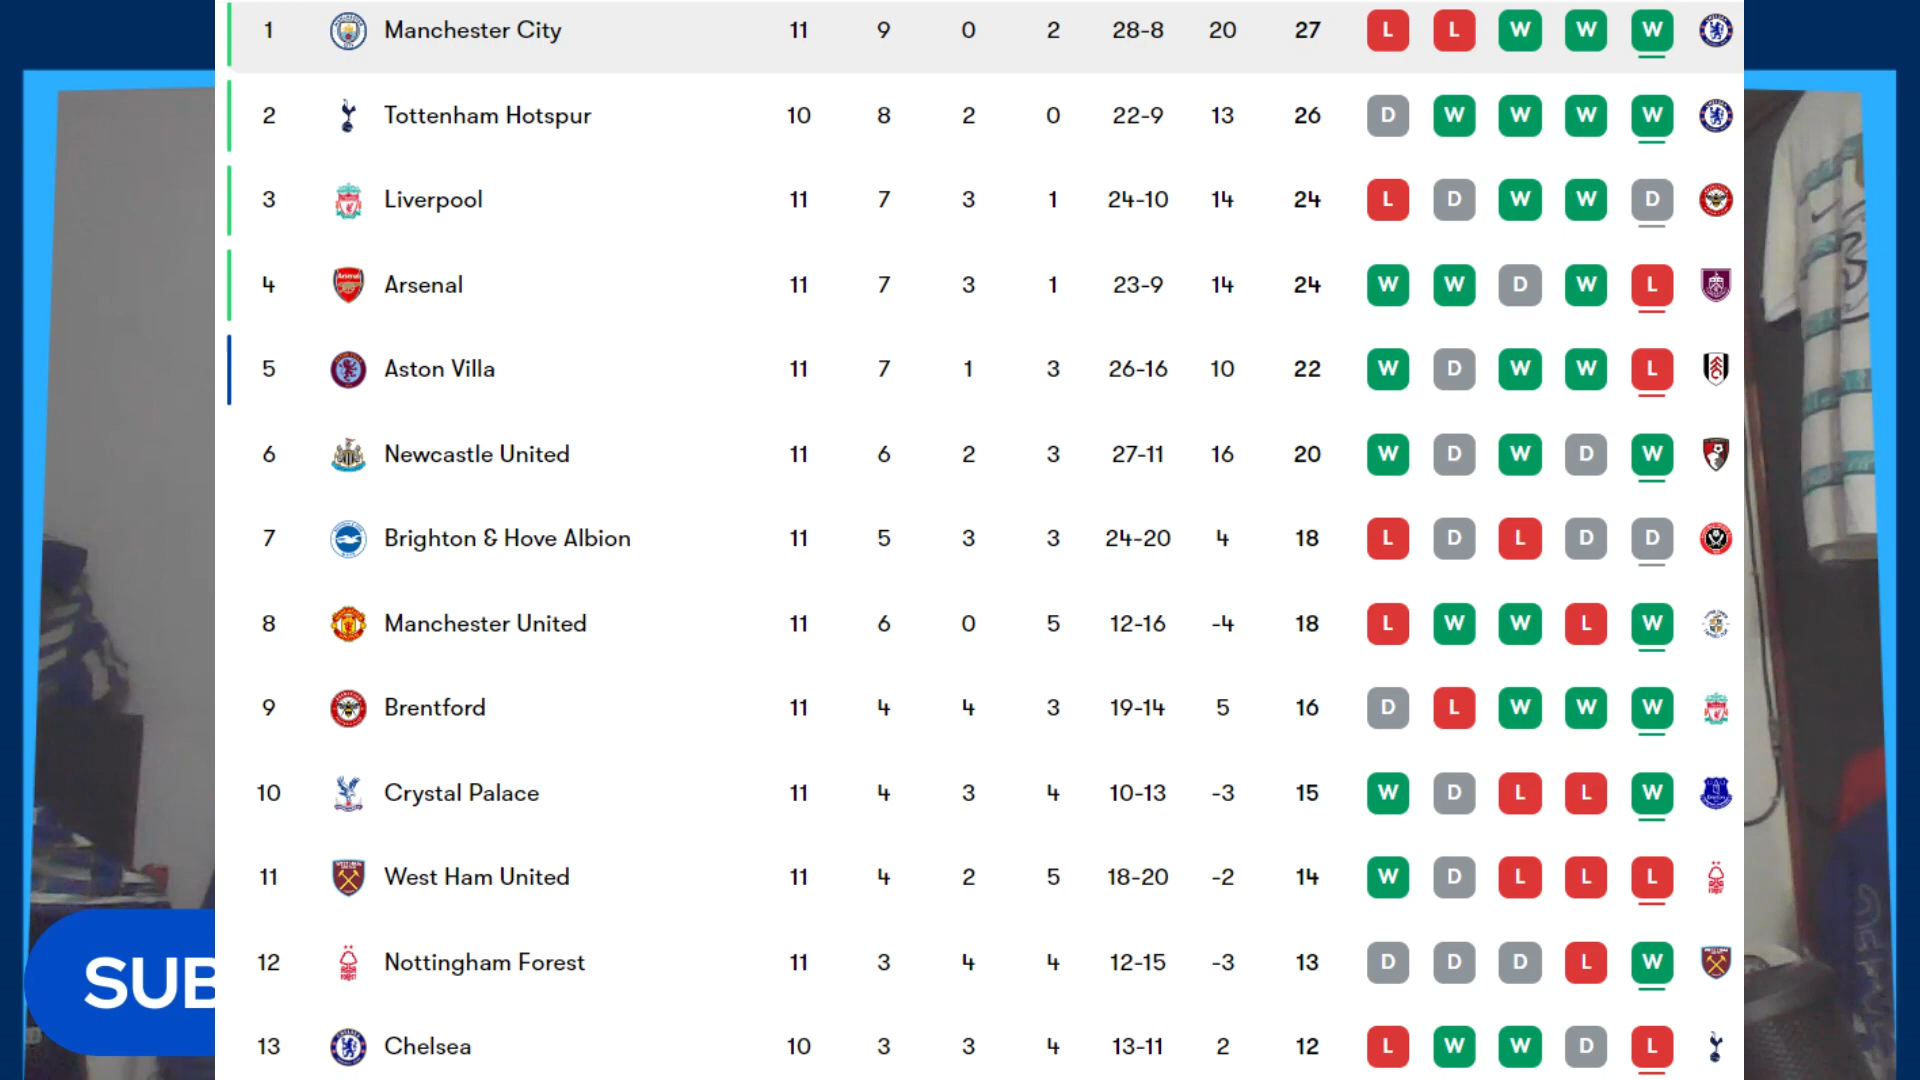 1 Manchester City 11 9 0 2 28-8 20 27 L L W W W
2 Tottenham Hotspur 10 8 2 0 22-9 13 26 D W W W W
3 Liverpool 11 7 3 1 24-10 14 24 L D W W D
4 Arsenal 11 7 3 1 23-9 14 24 W W D W L
5 Aston Villa 11 7 1 3 26-16 10 22 W D W W L
6 Newcastle United 11 6 2 3 27-11 16 20 W D W D W
7 Brighton & Hove Albion 11 5 3 3 24-20 4 18 L D L D D
8 Manchester United 11 6 0 5 12-16 -4 18 L W W L W
9 Brentford 11 4 4 3 19-14 5 16 D L W W W
10 Crystal Palace 11 4 3 4 10-13 -3 15 W D L L W
11 West Ham United 11 4 2 5 18-20 -2 14 W D L L L
12 Nottingham Forest 11 3 4 4 12-15 -3 13 D D D L W
SUB
13 Chelsea 10 3 3 4 13-11 2 12 L W W D L